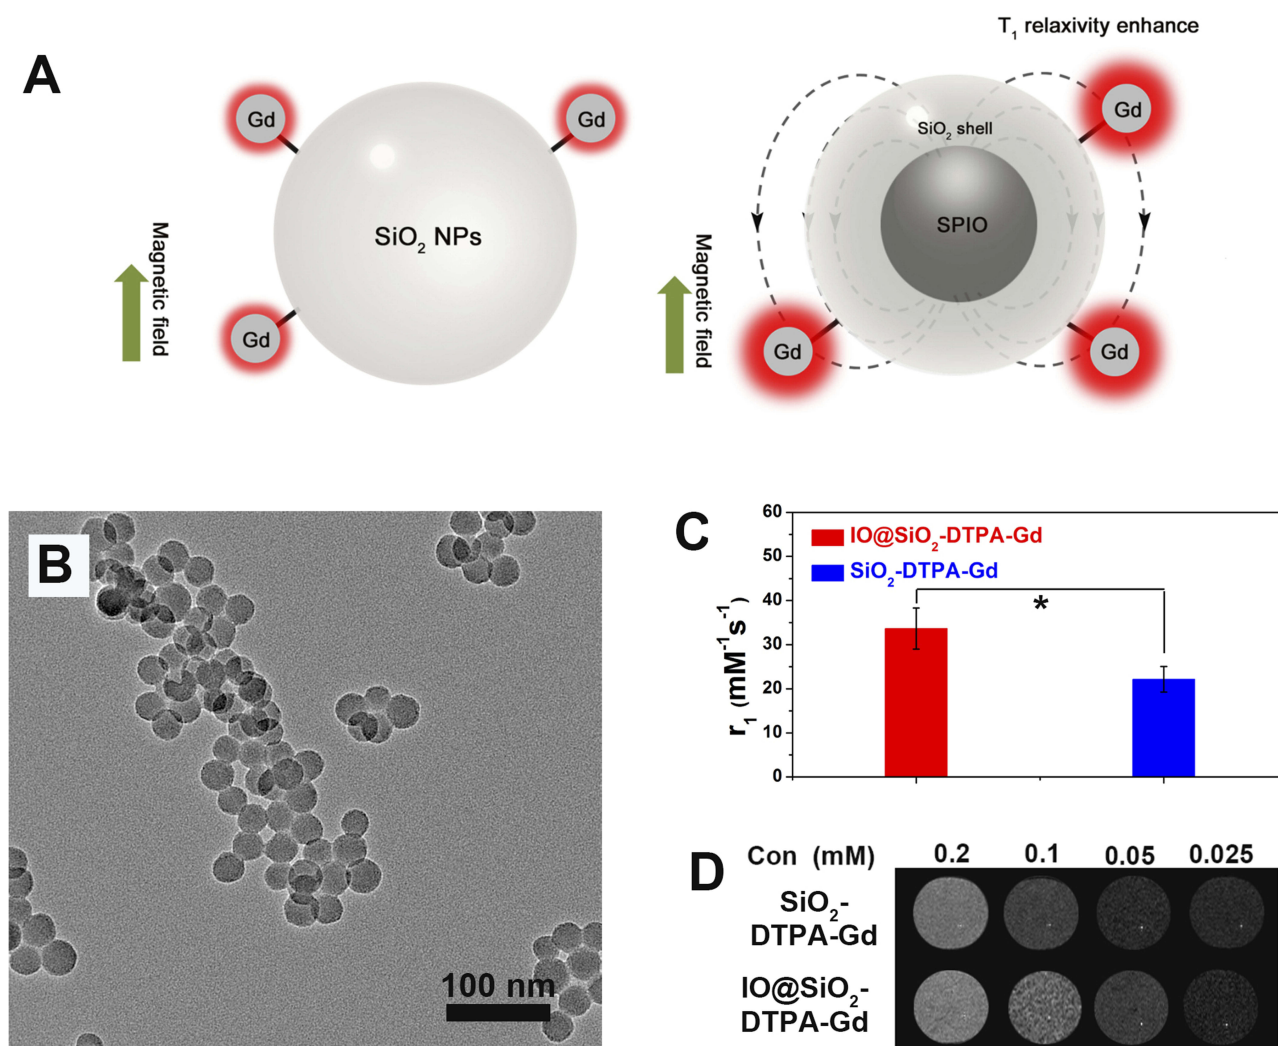 A
T₁ relaxivity enhance
Gd
Gd
Gd
SiO₂ NPs
Magnetic field
SiO₂ shell
SPIO
Gd
Gd
Gd
Magnetic field
B
100 nm
C
60
50
40
30
20
10
0
r₁ (mM⁻¹s⁻¹)
IO@SiO₂-DTPA-Gd
SiO₂-DTPA-Gd
*
D
Con (mM) 0.2 0.1 0.05 0.025
SiO₂-
DTPA-Gd
IO@SiO₂-
DTPA-Gd